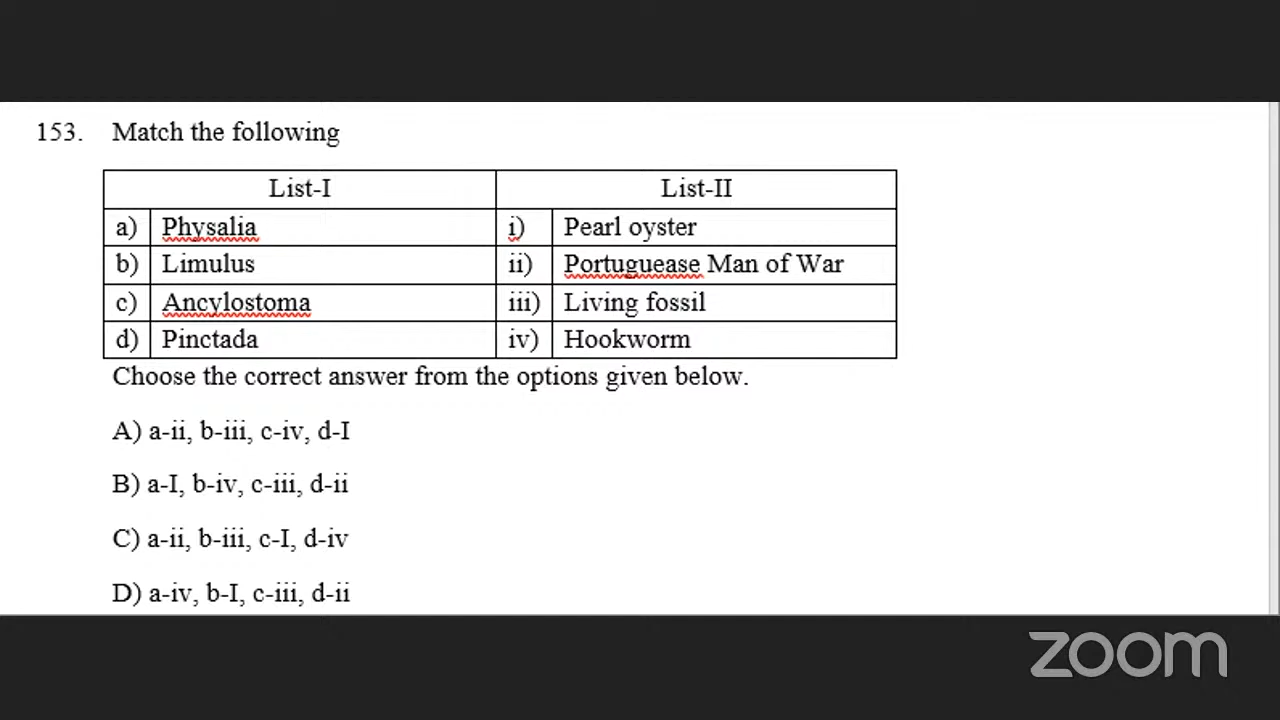 153. Match the following
List-I List-II
a) Physalia i) Pearl oyster
b) Limulus ii) Portuguease Man of War
c) Ancylostoma iii) Living fossil
d) Pinctada iv) Hookworm
Choose the correct answer from the options given below.
A) a-ii, b-iii, c-iv, d-I
B) a-I, b-iv, c-iii, d-ii
C) a-ii, b-iii, c-I, d-iv
D) a-iv, b-I, c-iii, d-ii
zoom